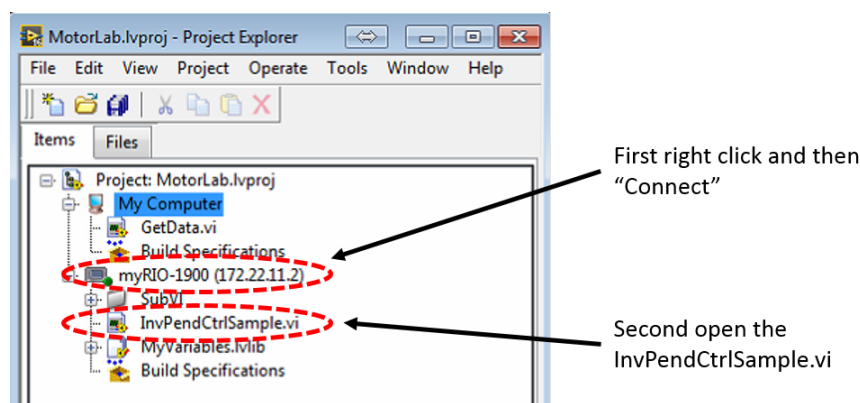 MotorLab.lvproj - Project Explorer
File Edit View Project Operate Tools Window Help
Items Files
Project: MotorLab.lvproj
My Computer
GetData.vi
Build Specifications
myRIO-1900 (172.22.11.2)
SubVI
InvPendCtrlSample.vi
MyVariables.lvlib
Build Specifications
First right click and then
“Connect”
Second open the
InvPendCtrlSample.vi